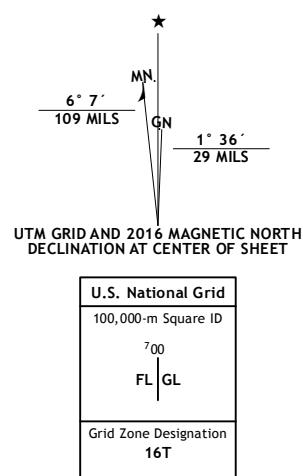 ★
MN.
6° 7´
109 MILS
GN
1° 36´
29 MILS
UTM GRID AND 2016 MAGNETIC NORTH
DECLINATION AT CENTER OF SHEET
U.S. National Grid
100,000-m Square ID
⁷00
FL GL
Grid Zone Designation
16T